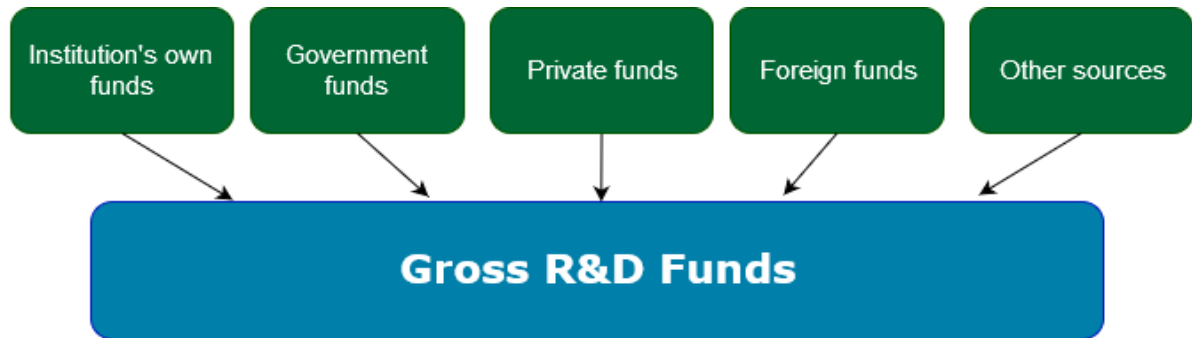 Institution's own
funds
Government
funds
Private funds
Foreign funds
Other sources
Gross R&D Funds